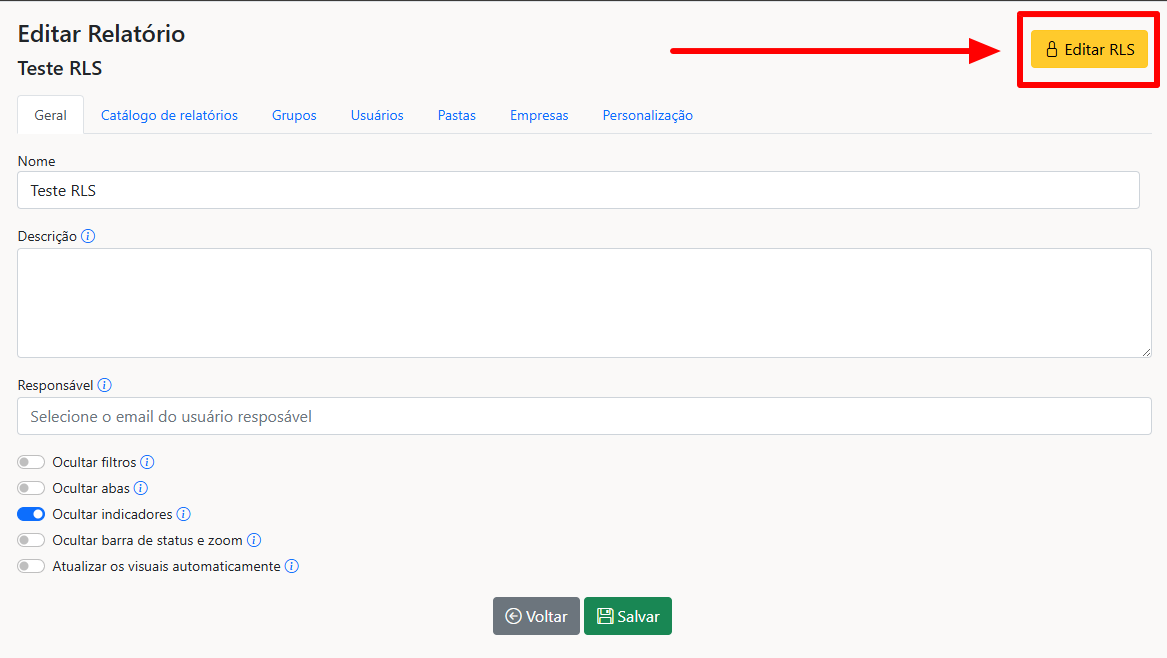 Editar Relatório
Editar RLS
Teste RLS
Geral Catálogo de relatórios Grupos Usuários Pastas Empresas Personalização
Nome
Teste RLS
Descrição
Responsável
Selecione o email do usuário resposável
Ocultar filtros
Ocultar abas
Ocultar indicadores
Ocultar barra de status e zoom
Atualizar os visuais automaticamente
Voltar Salvar